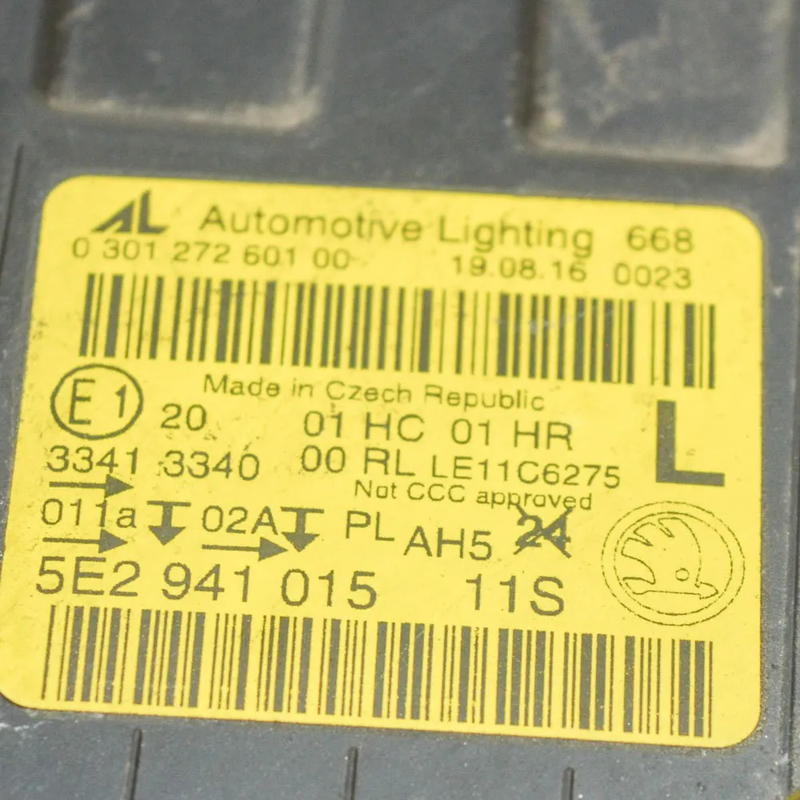 AL Automotive Lighting 668
0 301 272 601 00 19.08.16 0023
Made in Czech Republic
E1 20 01 HC 01 HR L
3341 3340 00 RL LE11C6275
Not CCC approved
011a 02A PL AH5 24
5E2 941 015 11S